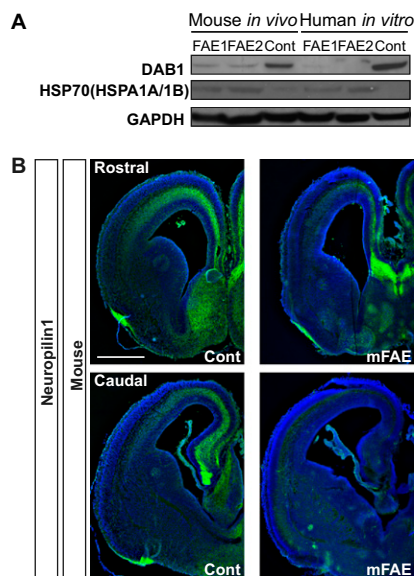 A
Mouse in vivo Human in vitro
FAE1 FAE2 Cont FAE1 FAE2 Cont
DAB1
HSP70(HSPA1A/1B)
GAPDH
B
Neuropilin1
Mouse
Rostral
Cont
mFAE
Caudal
Cont
mFAE